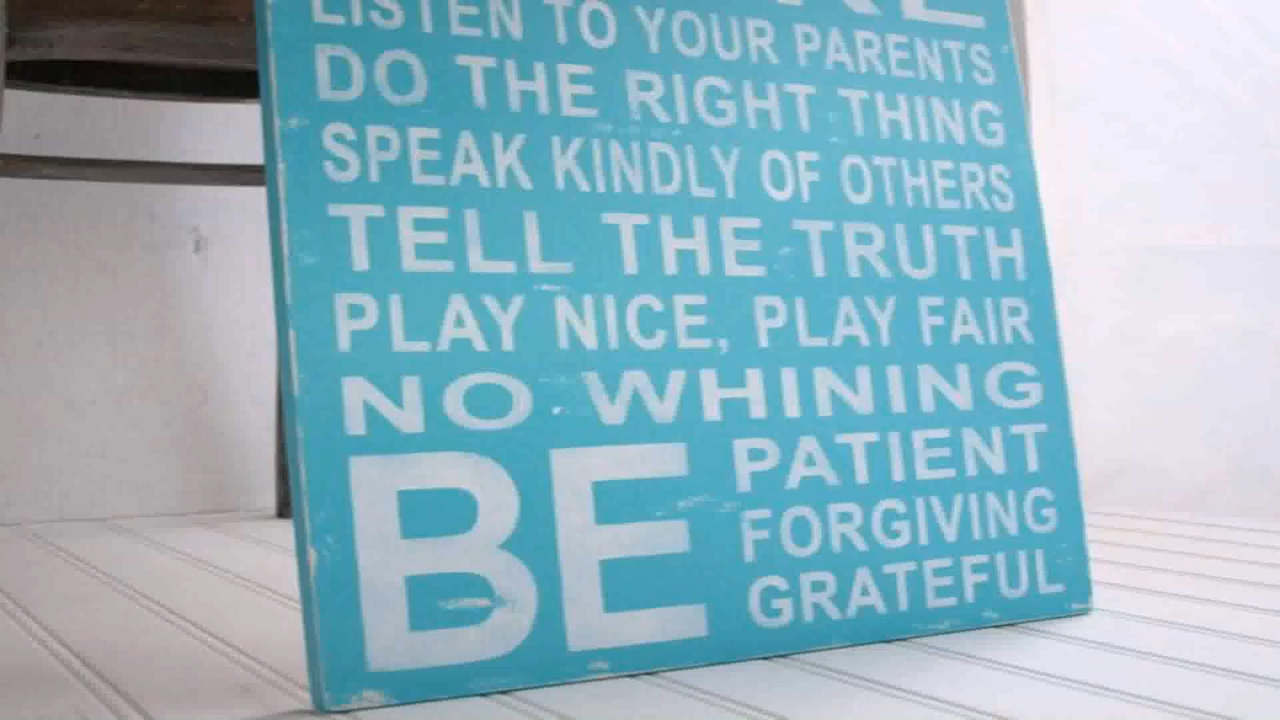 LISTEN TO YOUR PARENTS
DO THE RIGHT THING
SPEAK KINDLY OF OTHERS
TELL THE TRUTH
PLAY NICE, PLAY FAIR
NO WHINING
BE
PATIENT
FORGIVING
GRATEFUL